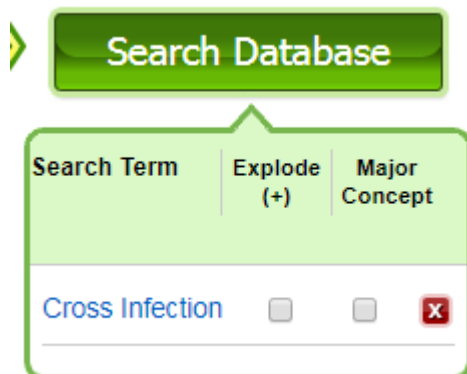 Search Database
Search Term Explode Major
(+) Concept
Cross Infection x